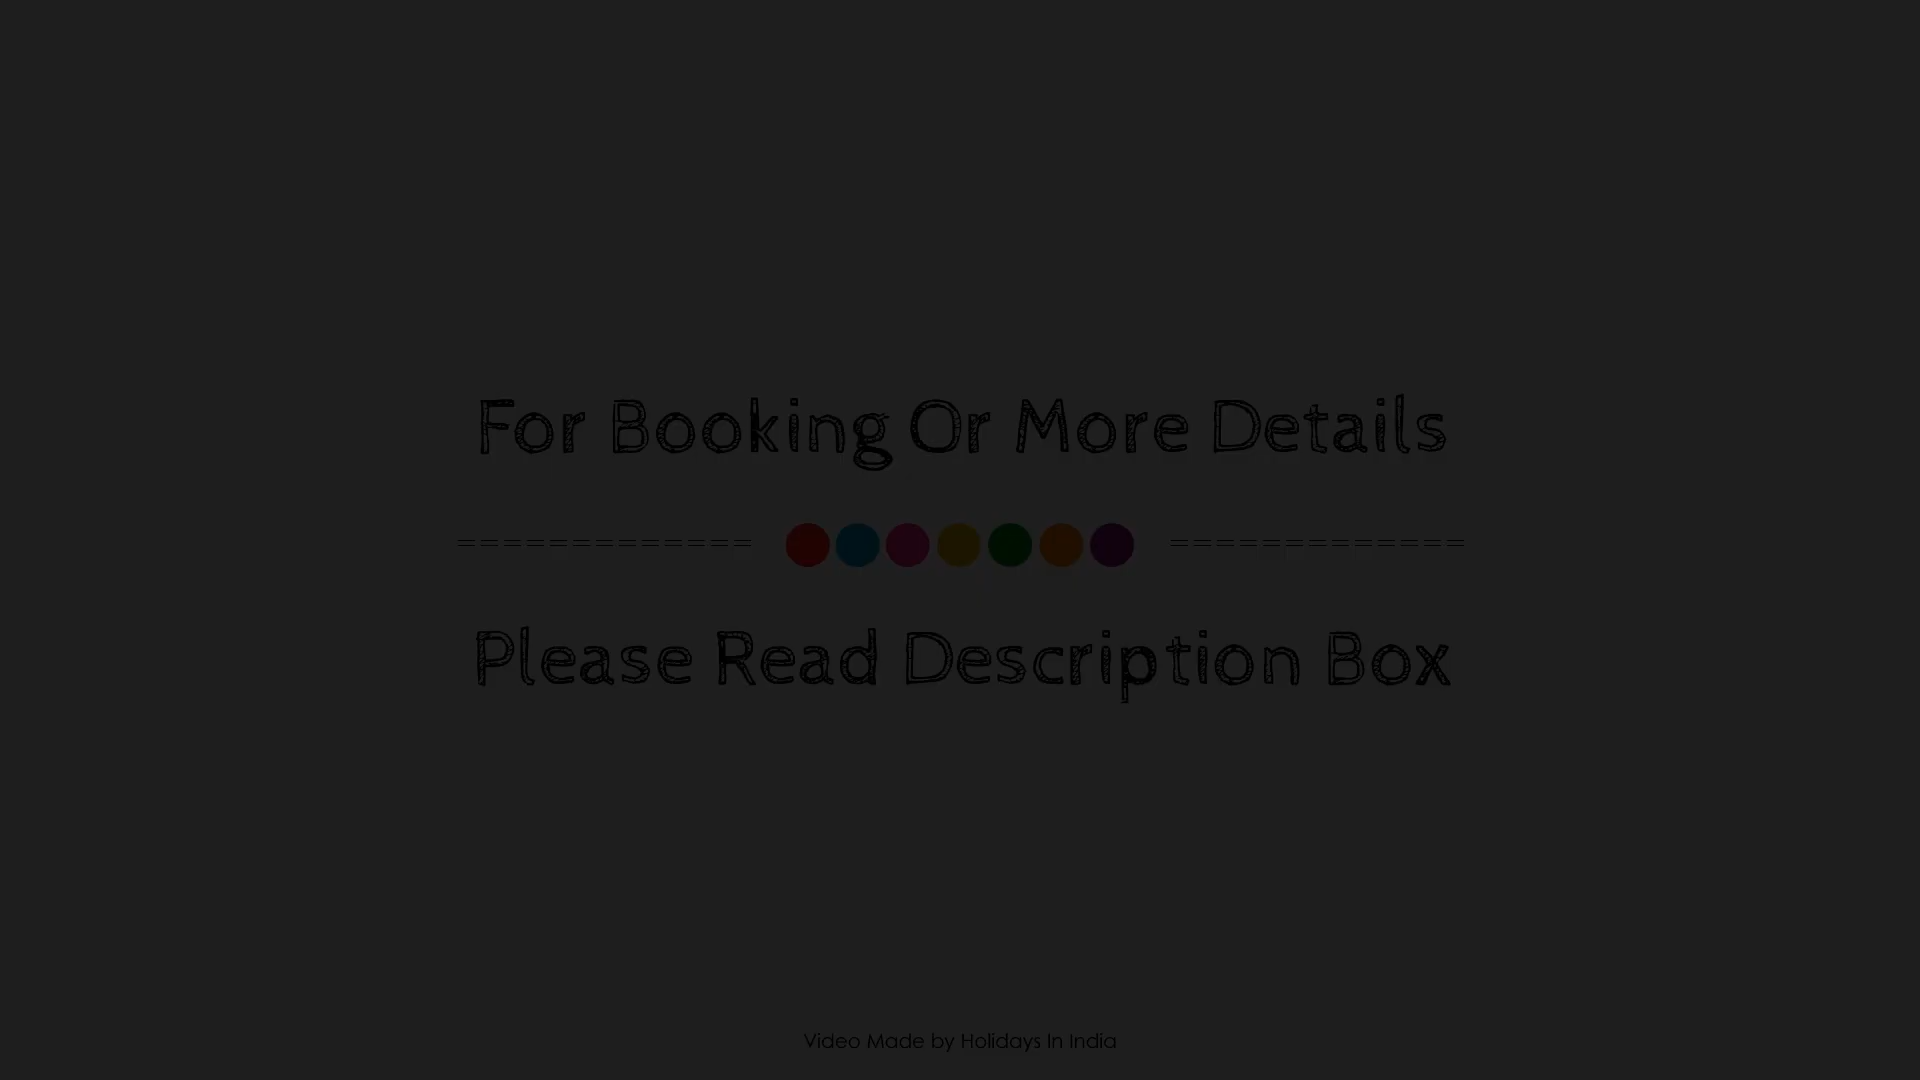 For Booking Or More Details
============= =============
Please Read Description Box
Video Made by Holidays In India